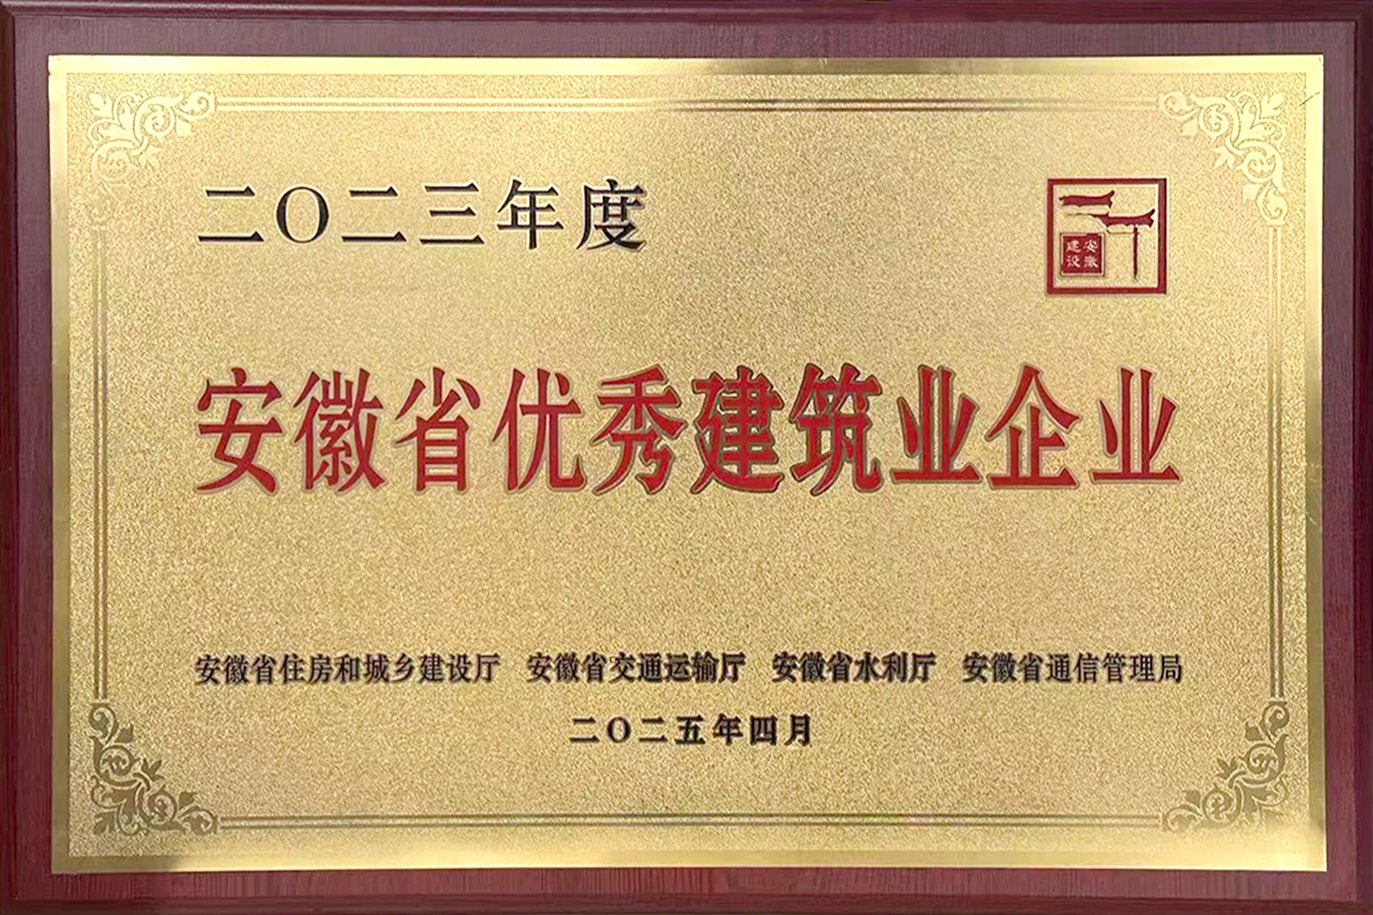 二〇二三年度
安徽建设
安徽省优秀建筑业企业
安徽省住房和城乡建设厅 安徽省交通运输厅 安徽省水利厅 安徽省通信管理局
二〇二五年四月